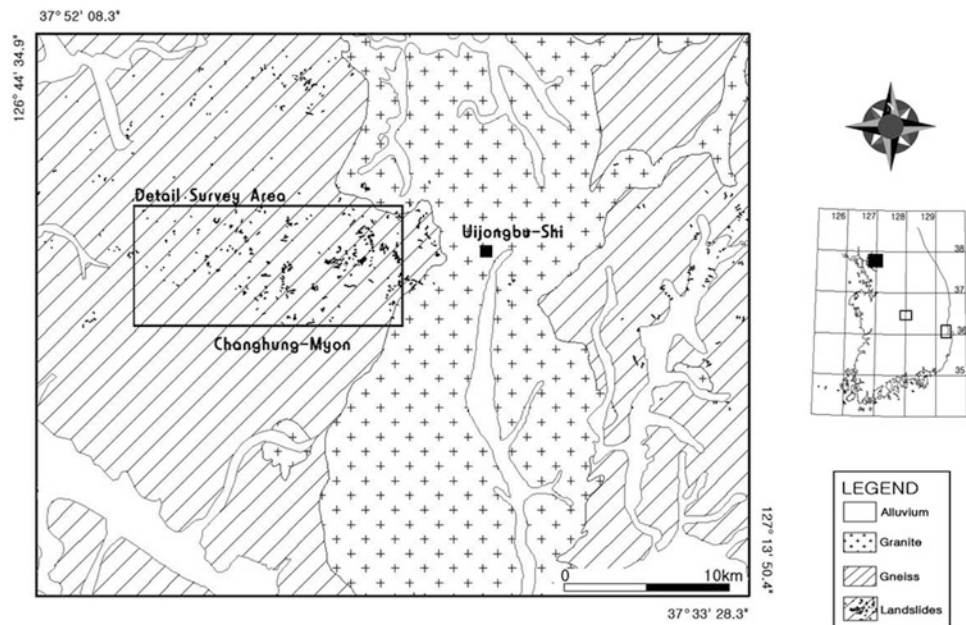 37° 52' 08.3"
126° 44' 34.9"
Detail Survey Area
Uijongbu-Shi
Changhung-Myon
0 10km
127° 13' 50.4"
37° 33' 28.3"
126 127 128 129
38
37
36
35
LEGEND
Alluvium
Granite
Gneiss
Landslides